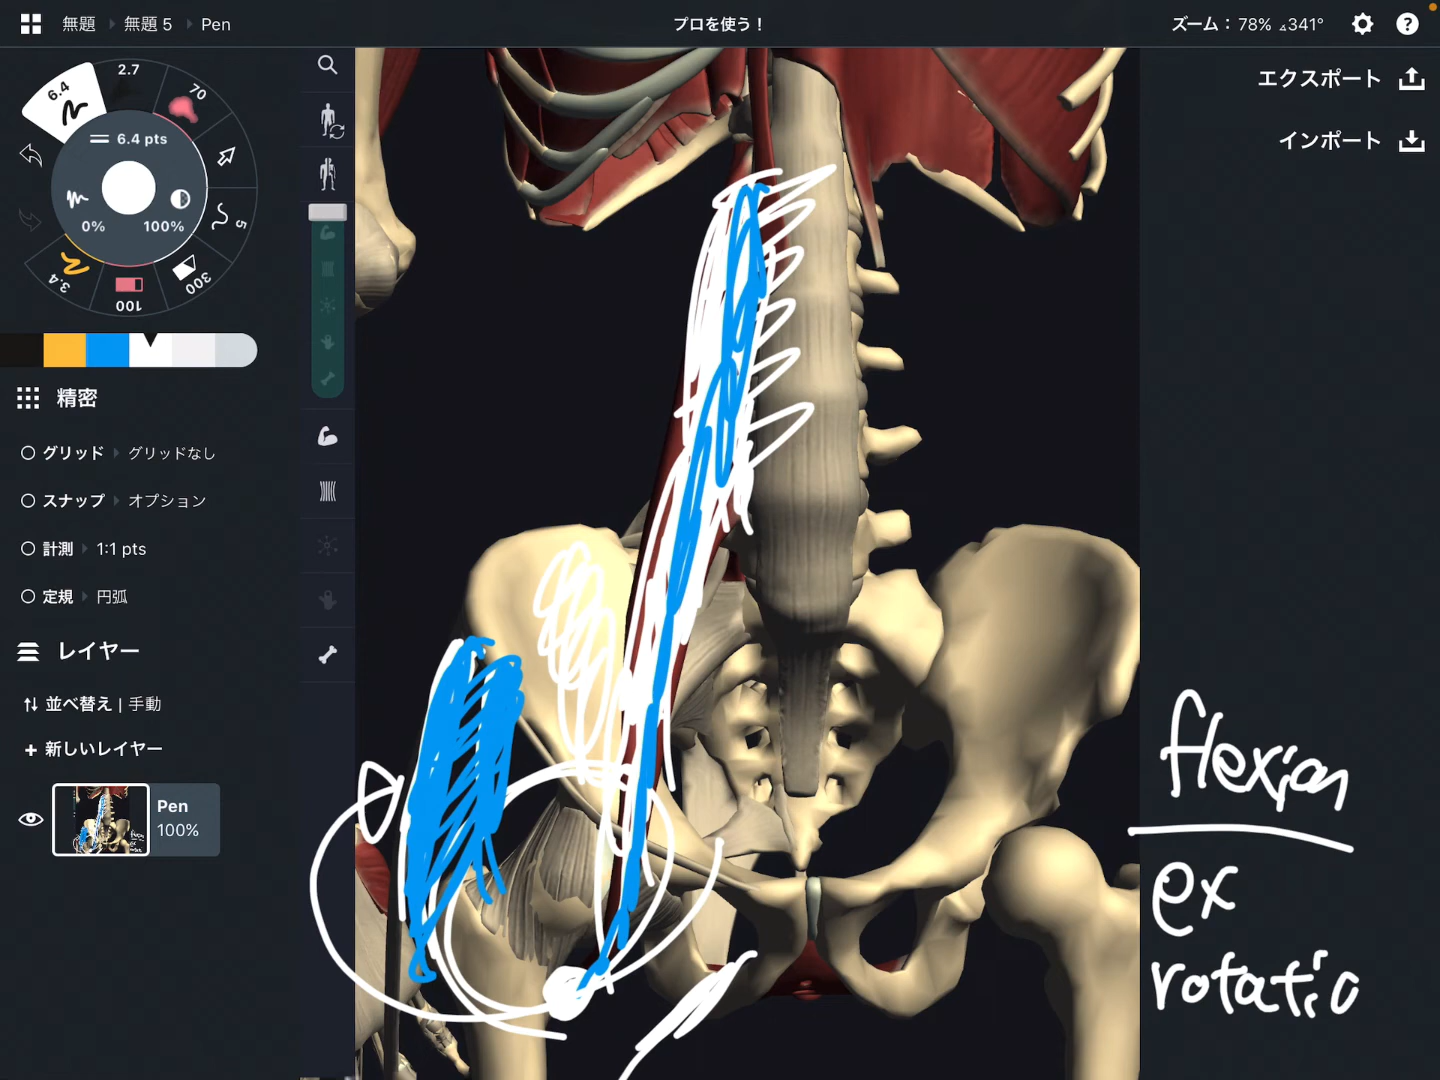 無題 無題 5 Pen
プロを使う！
ズーム： 78% ⊿341°
エクスポート
インポート
6.4
2.7
70
6.4 pts
0% 100%
5
300
100
3.4
精密
グリッド グリッドなし
スナップ オプション
計測 1:1 pts
定規 円弧
レイヤー
並べ替え | 手動
+ 新しいレイヤー
Pen
100%
flexion
ex
rotatio